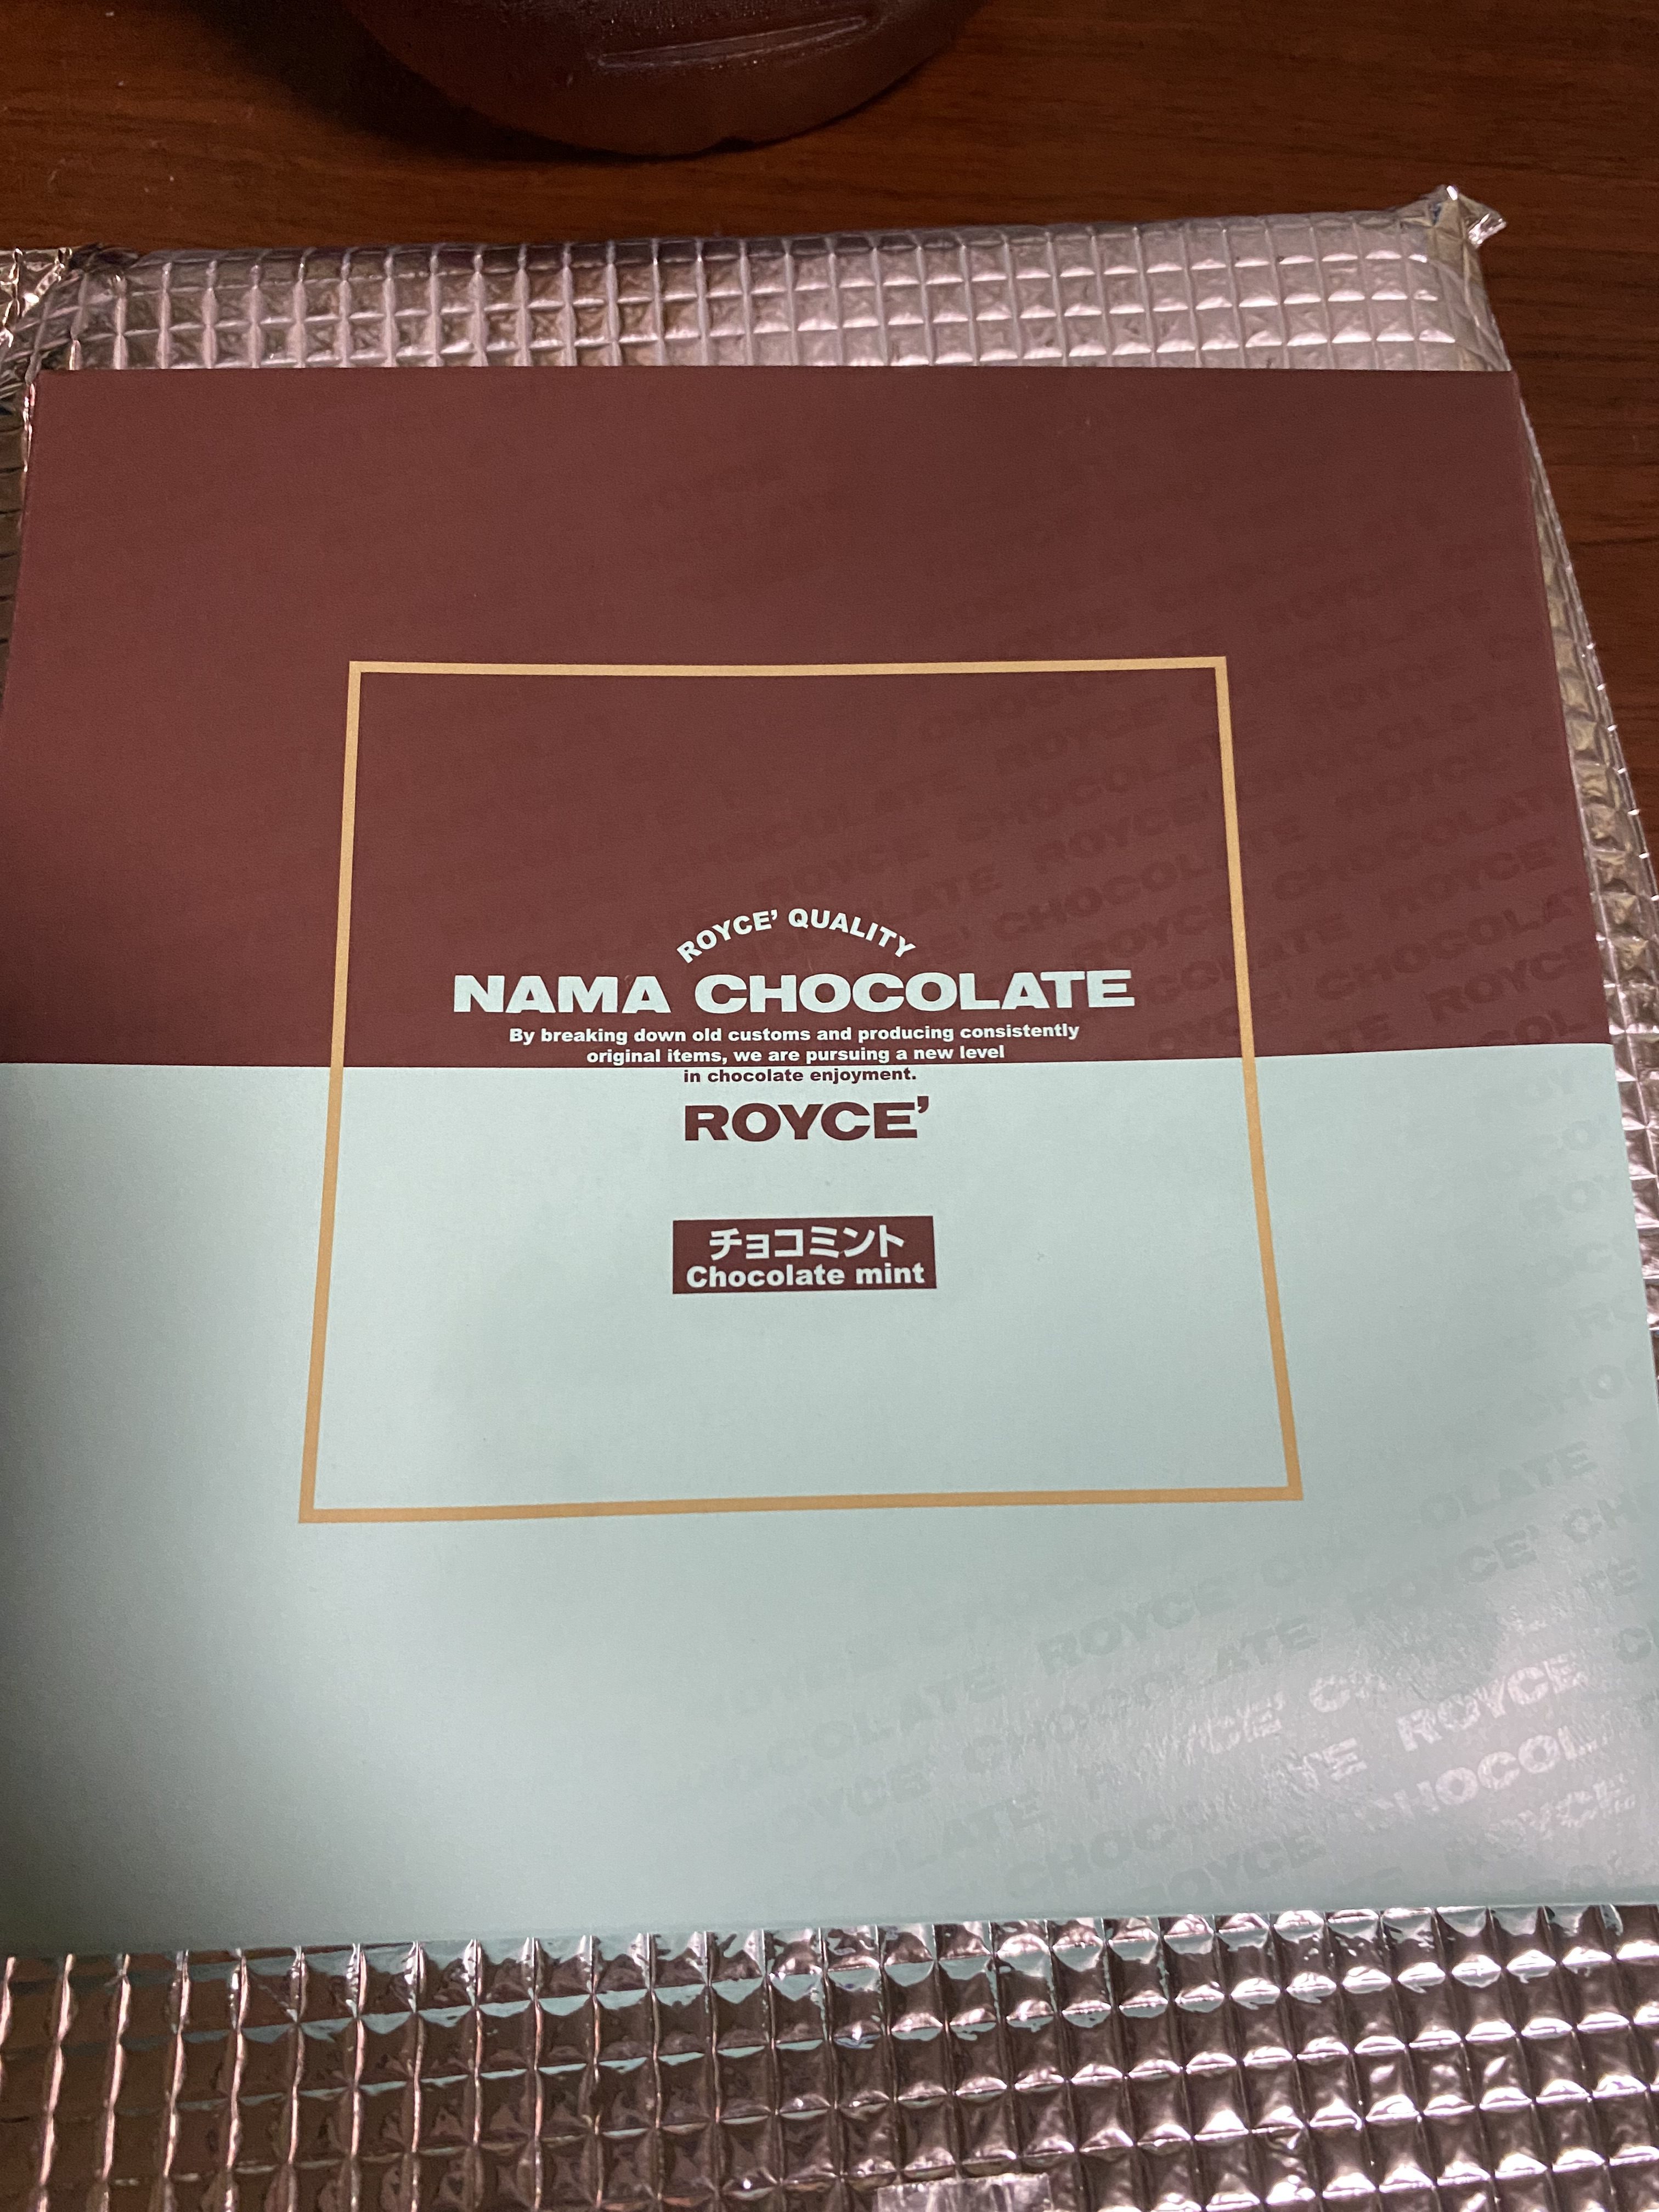 ROYCE' QUALITY
NAMA CHOCOLATE
By breaking down old customs and producing consistently
original items, we are pursuing a new level
in chocolate enjoyment.
ROYCE'
チョコミント
Chocolate mint